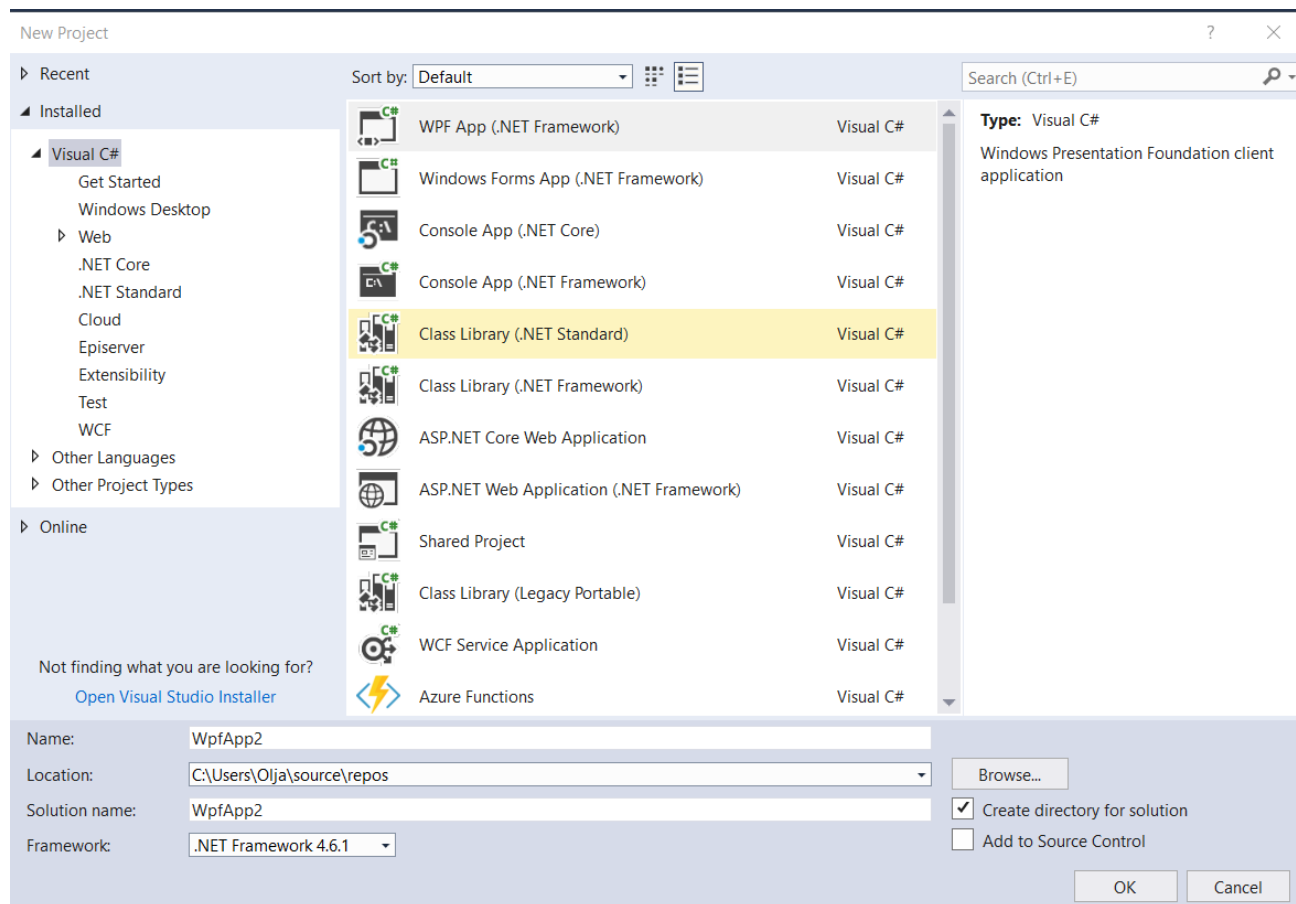 New Project
?
Recent
Installed
Visual C#
Get Started
Windows Desktop
Web
.NET Core
.NET Standard
Cloud
Episerver
Extensibility
Test
WCF
Other Languages
Other Project Types
Online
Not finding what you are looking for?
Open Visual Studio Installer
Sort by: Default
WPF App (.NET Framework) Visual C#
Windows Forms App (.NET Framework) Visual C#
Console App (.NET Core) Visual C#
Console App (.NET Framework) Visual C#
Class Library (.NET Standard) Visual C#
Class Library (.NET Framework) Visual C#
ASP.NET Core Web Application Visual C#
ASP.NET Web Application (.NET Framework) Visual C#
Shared Project Visual C#
Class Library (Legacy Portable) Visual C#
WCF Service Application Visual C#
Azure Functions Visual C#
Search (Ctrl+E)
Type: Visual C#
Windows Presentation Foundation client
application
Name: WpfApp2
Location: C:\Users\Olja\source\repos
Browse...
Solution name: WpfApp2
Create directory for solution
Framework: .NET Framework 4.6.1
Add to Source Control
OK Cancel